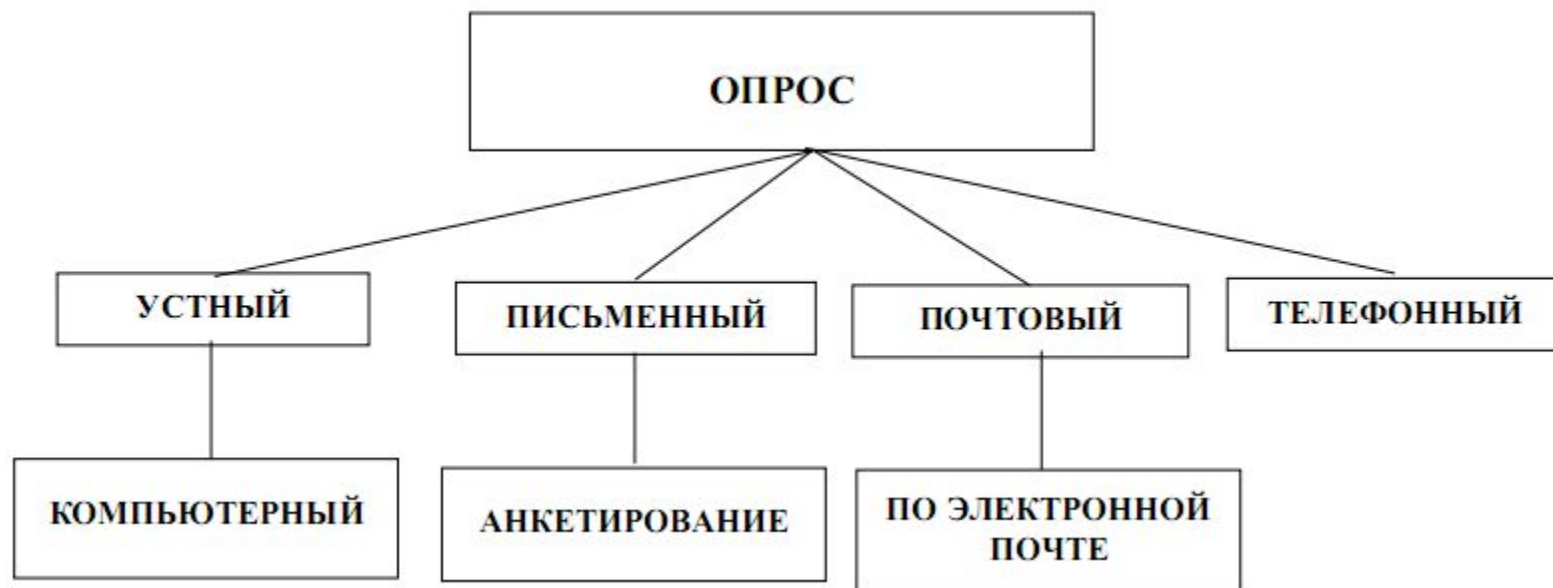 ОПРОС
УСТНЫЙ
ПИСЬМЕННЫЙ
ПОЧТОВЫЙ
ТЕЛЕФОННЫЙ
КОМПЬЮТЕРНЫЙ
АНКЕТИРОВАНИЕ
ПО ЭЛЕКТРОННОЙ
ПОЧТЕ